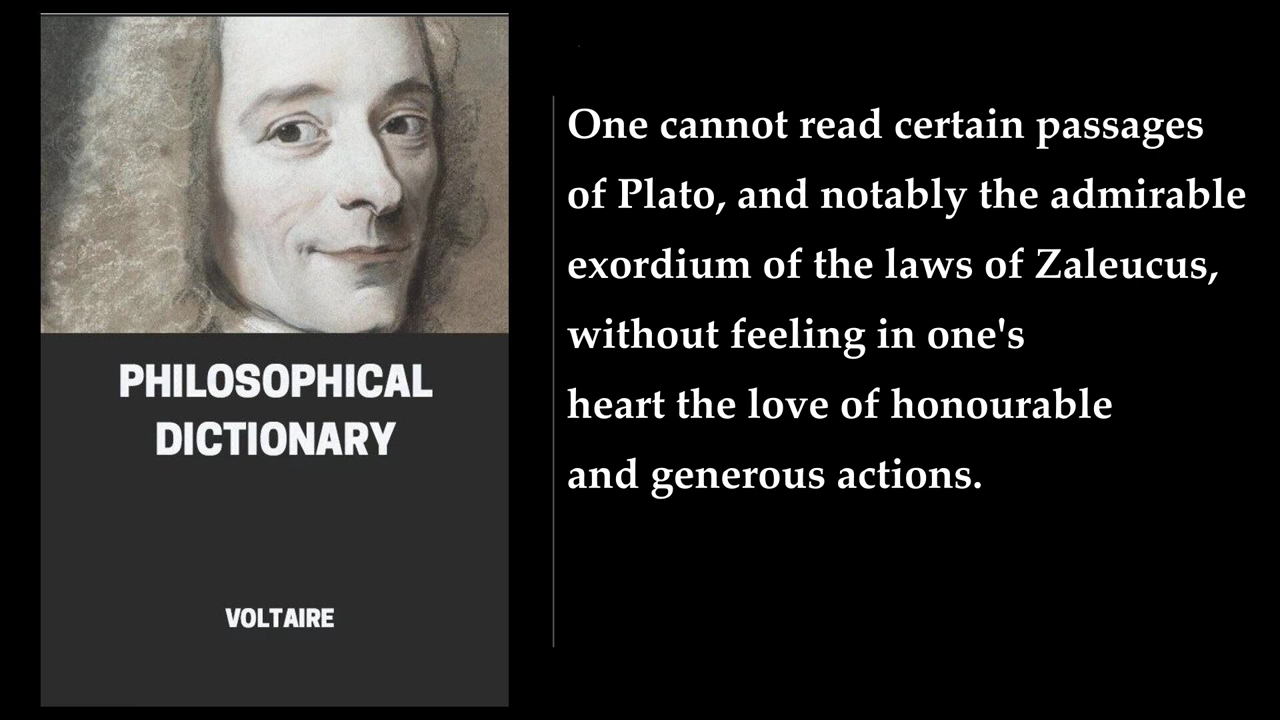 PHILOSOPHICAL
DICTIONARY
VOLTAIRE
One cannot read certain passages
of Plato, and notably the admirable
exordium of the laws of Zaleucus,
without feeling in one's
heart the love of honourable
and generous actions.